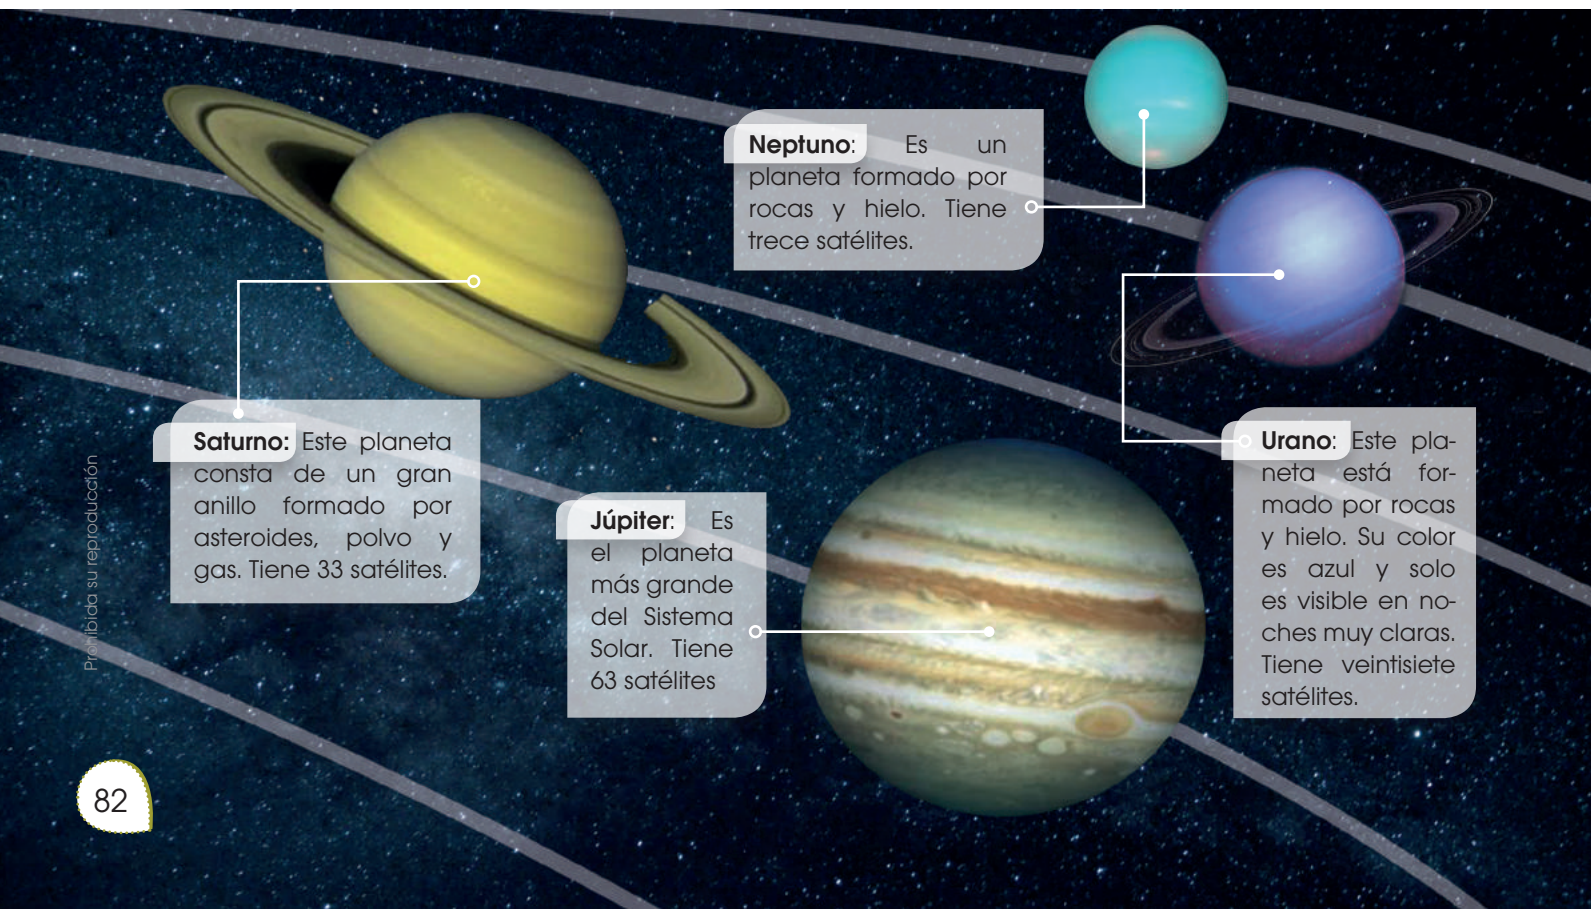 Neptuno: Es un
planeta formado por
rocas y hielo. Tiene
trece satélites.
Saturno: Este planeta
consta de un gran
anillo formado por
asteroides, polvo y
gas. Tiene 33 satélites.
Júpiter: Es
el planeta
más grande
del Sistema
Solar. Tiene
63 satélites
Urano: Este pla-
neta está for-
mado por rocas
y hielo. Su color
es azul y solo
es visible en no-
ches muy claras.
Tiene veintisiete
satélites.
Prohibida su reproducción
82